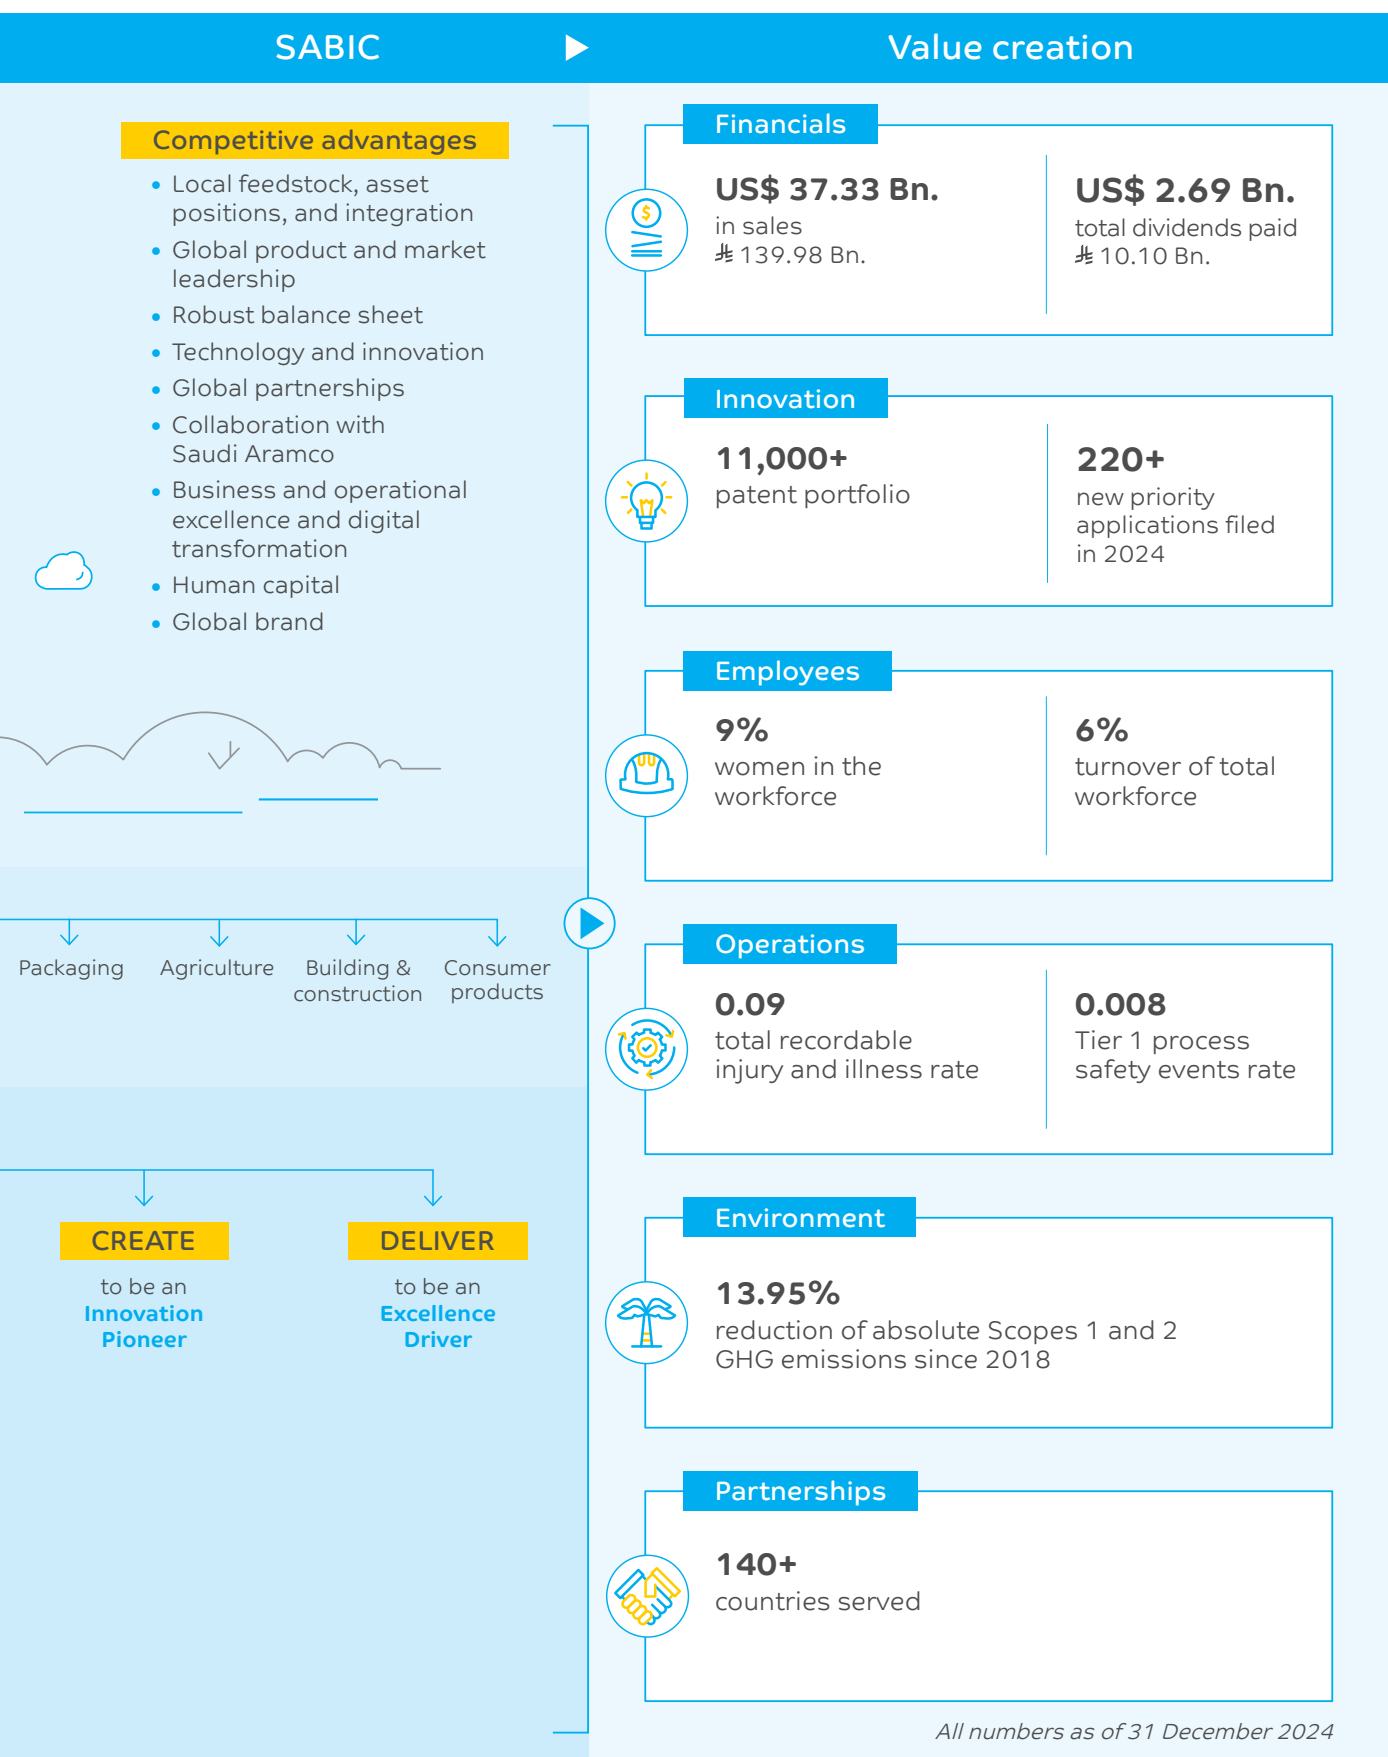 SABIC
Value creation
Competitive advantages
• Local feedstock, asset
positions, and integration
• Global product and market
leadership
• Robust balance sheet
• Technology and innovation
• Global partnerships
• Collaboration with
Saudi Aramco
• Business and operational
excellence and digital
transformation
• Human capital
• Global brand
Packaging
Agriculture
Building &
construction
Consumer
products
CREATE
to be an
Innovation
Pioneer
DELIVER
to be an
Excellence
Driver
Financials
US$ 37.33 Bn.
in sales
⃁ 139.98 Bn.
US$ 2.69 Bn.
total dividends paid
⃁ 10.10 Bn.
Innovation
11,000+
patent portfolio
220+
new priority
applications filed
in 2024
Employees
9%
women in the
workforce
6%
turnover of total
workforce
Operations
0.09
total recordable
injury and illness rate
0.008
Tier 1 process
safety events rate
Environment
13.95%
reduction of absolute Scopes 1 and 2
GHG emissions since 2018
Partnerships
140+
countries served
All numbers as of 31 December 2024